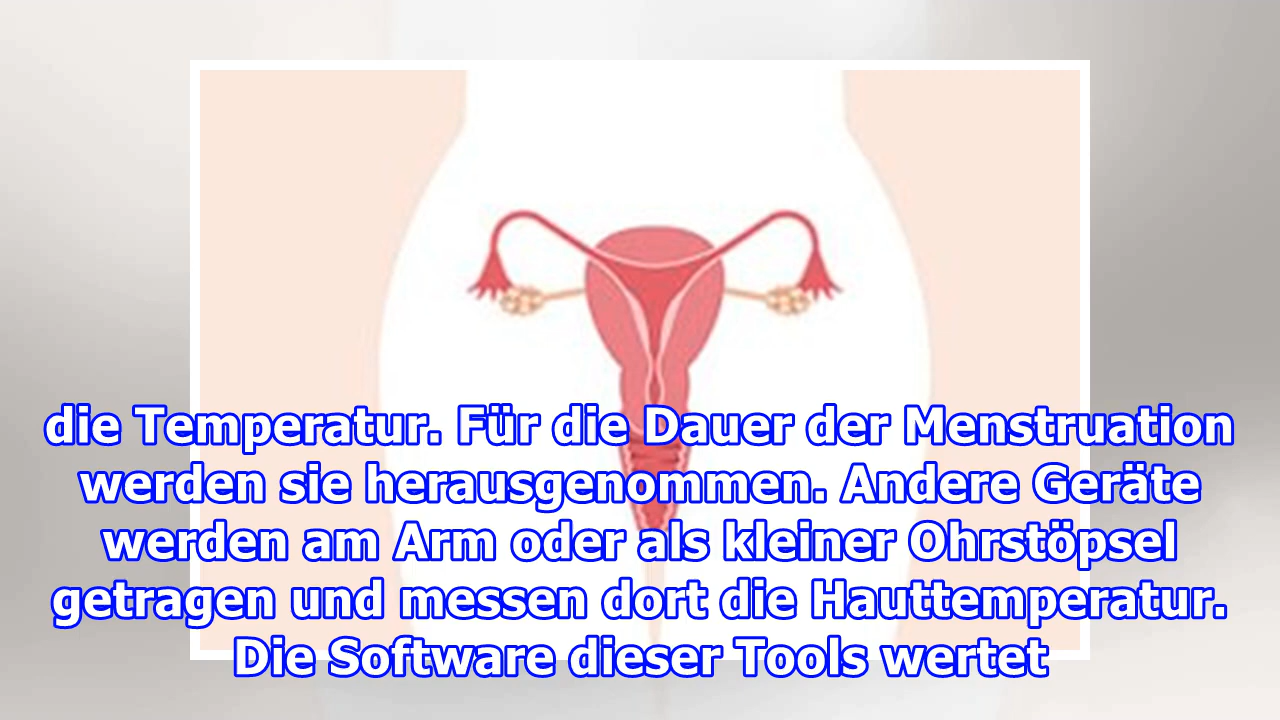 die Temperatur. Für die Dauer der Menstruation
werden sie herausgenommen. Andere Geräte
werden am Arm oder als kleiner Ohrstöpsel
getragen und messen dort die Hauttemperatur.
Die Software dieser Tools wertet